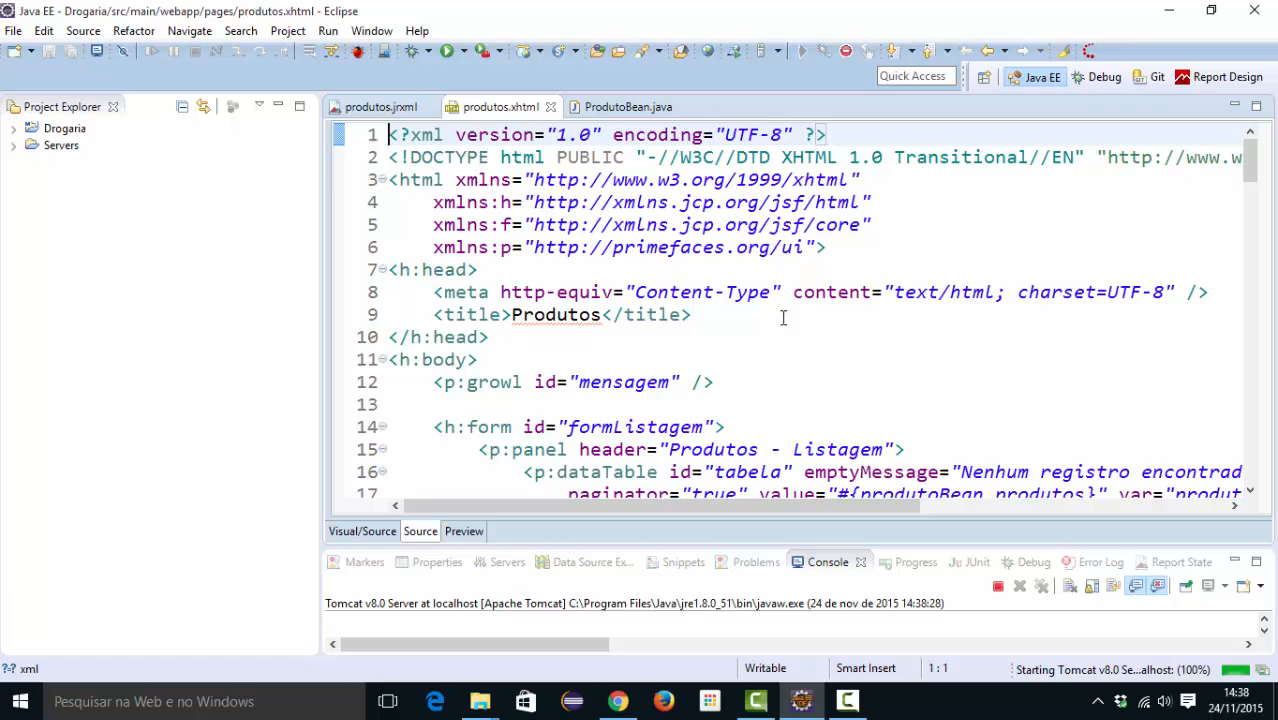 Java EE - Drogaria/src/main/webapp/pages/produtos.xhtml - Eclipse
File Edit Source Refactor Navigate Search Project Run Window Help
Quick Access Java EE Debug Git Report Design
Project Explorer
Drogaria
Servers
produtos.jrxml produtos.xhtml ProdutoBean.java
1 <?xml version="1.0" encoding="UTF-8" ?>
2 <!DOCTYPE html PUBLIC "-//W3C//DTD XHTML 1.0 Transitional//EN" "http://www.w
3 <html xmlns="http://www.w3.org/1999/xhtml"
4 xmlns:h="http://xmlns.jcp.org/jsf/html"
5 xmlns:f="http://xmlns.jcp.org/jsf/core"
6 xmlns:p="http://primefaces.org/ui">
7 <h:head>
8 <meta http-equiv="Content-Type" content="text/html; charset=UTF-8" />
9 <title>Produtos</title>
10 </h:head>
11 <h:body>
12 <p:growl id="mensagem" />
13
14 <h:form id="formListagem">
15 <p:panel header="Produtos - Listagem">
16 <p:dataTable id="tabela" emptyMessage="Nenhum registro encontrad
17 paginator="true" value="#{produtoBean.produtos}" var="produt
Visual/Source Source Preview
Markers Properties Servers Data Source Ex... Snippets Problems Console Progress JUnit Debug Error Log Report State
Tomcat v8.0 Server at localhost [Apache Tomcat] C:\Program Files\Java\jre1.8.0_51\bin\javaw.exe (24 de nov de 2015 14:38:28)
xml Writable Smart Insert 1 : 1 Starting Tomcat v8.0 Se...alhost: (100%)
Pesquisar na Web e no Windows
14:38
24/11/2015